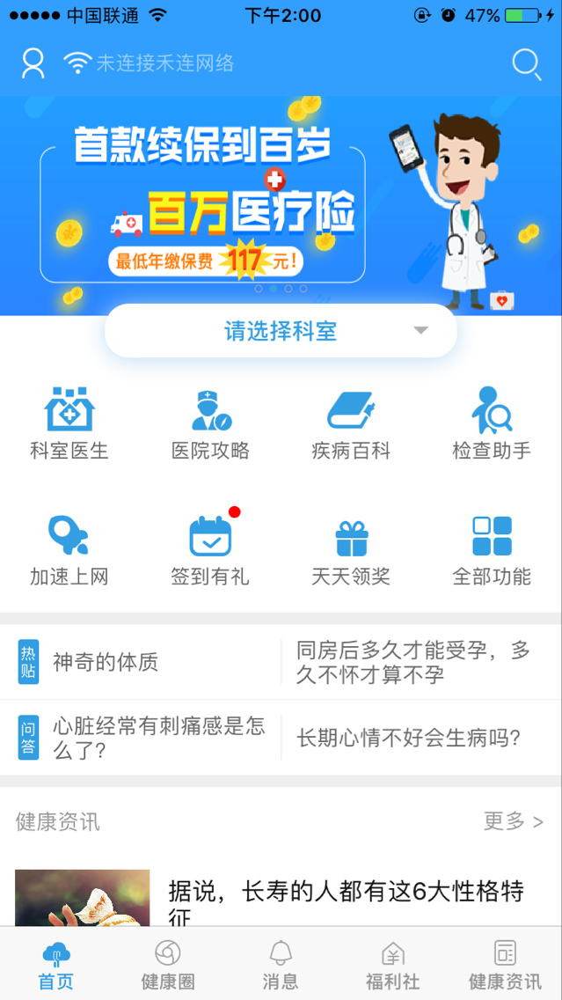 中国联通 下午2:00 47%
未连接禾连网络
首款续保到百岁
百万医疗险
最低年缴保费 117 元!
请选择科室
科室医生 医院攻略 疾病百科 检查助手
加速上网 签到有礼 天天领奖 全部功能
热贴
神奇的体质
同房后多久才能受孕，多
久不怀才算不孕
问答
心脏经常有刺痛感是怎
么了？
长期心情不好会生病吗？
健康资讯 更多 >
据说，长寿的人都有这6大性格特
征
首页 健康圈 消息 福利社 健康资讯